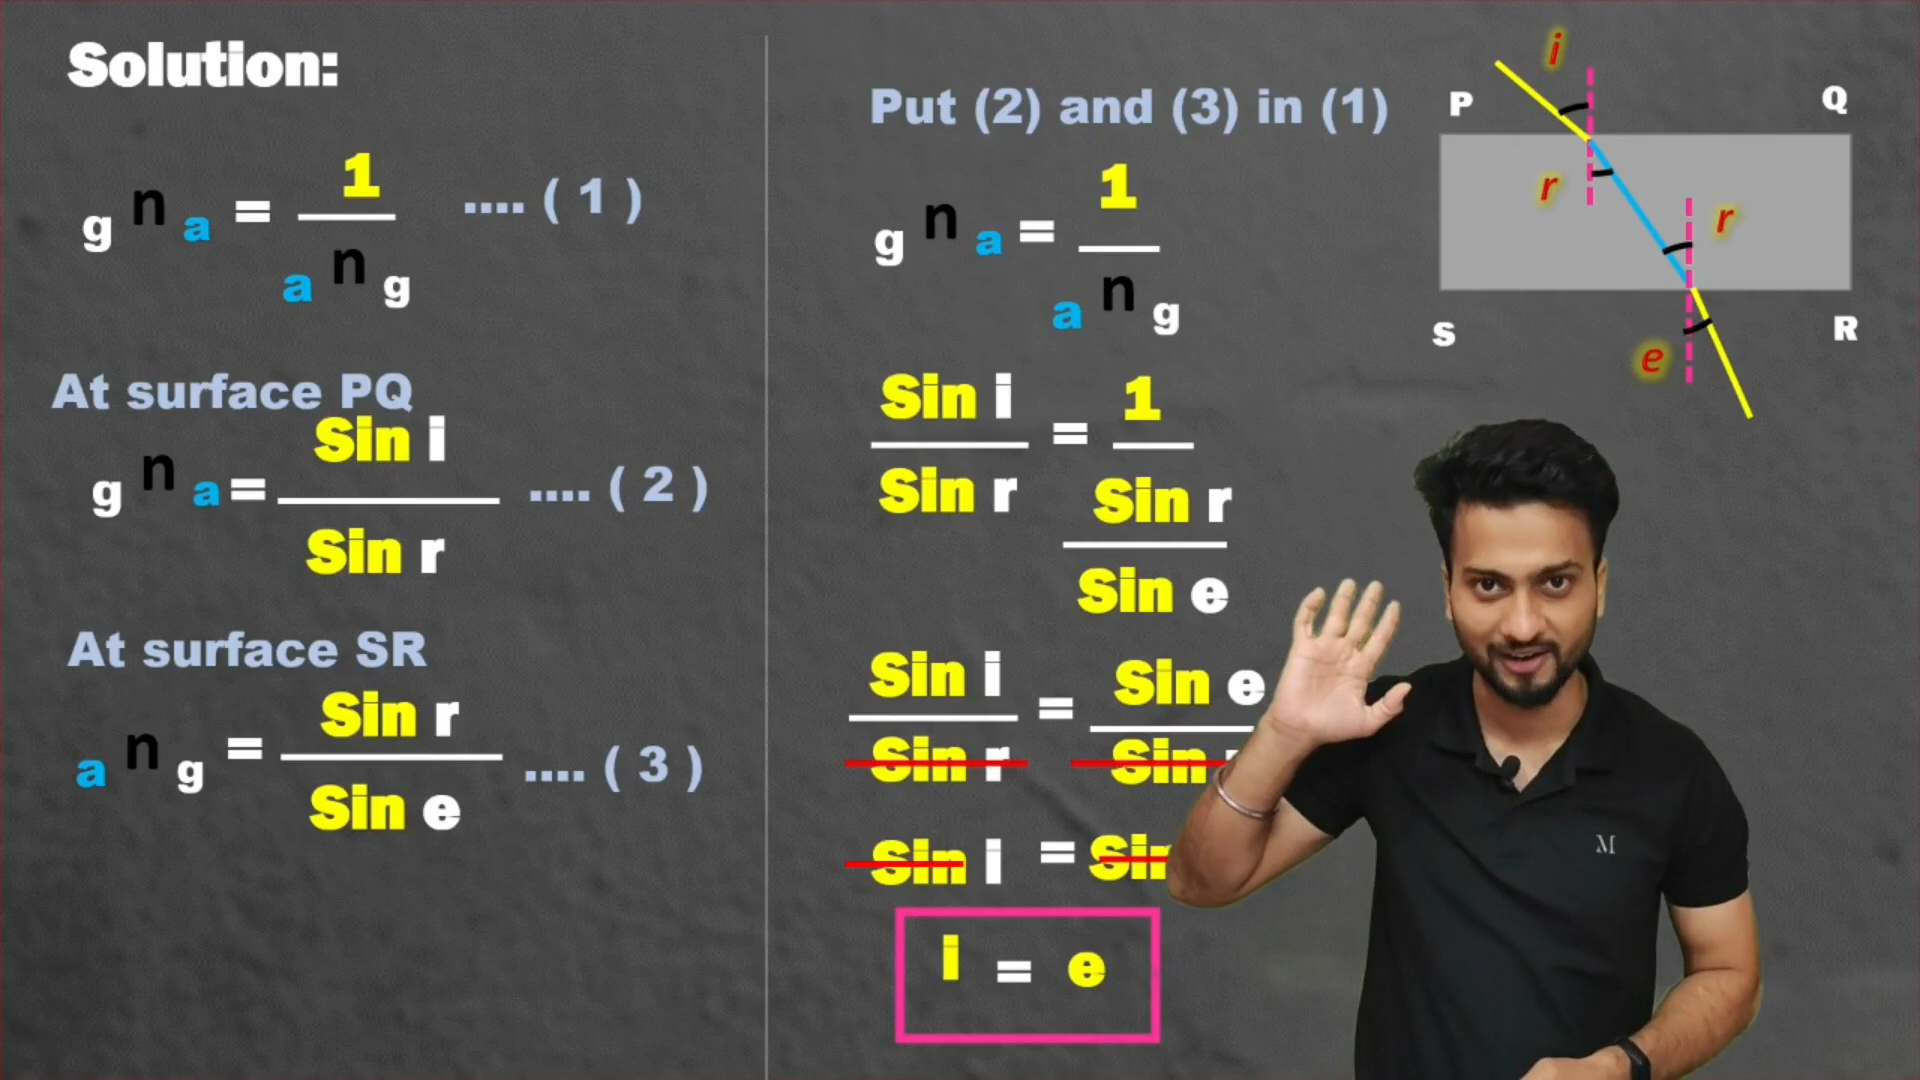 Solution:
g n a = 1 / a n g .... ( 1 )
At surface PQ
g n a = Sin i / Sin r .... ( 2 )
At surface SR
a n g = Sin r / Sin e .... ( 3 )
Put (2) and (3) in (1)
g n a = 1 / a n g
Sin i / Sin r = 1 / Sin r / Sin e
Sin i / Sin r = Sin e / Sin
Sin i =
i = e
i
P Q
r
r
S R
e
M